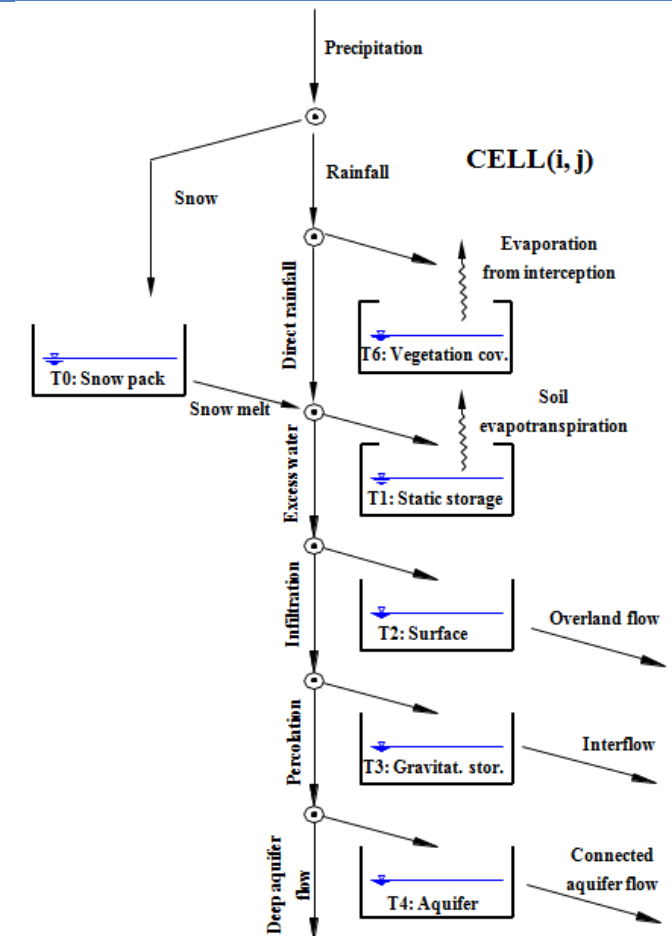 Precipitation
CELL(i, j)
Rainfall
Snow
Evaporation
from interception
Direct rainfall
T6: Vegetation cov.
T0: Snow pack
Snow melt
Soil
evapotranspiration
Excess water
T1: Static storage
Infiltration
T2: Surface
Overland flow
Percolation
T3: Gravitat. stor.
Interflow
Deep aquifer
flow
T4: Aquifer
Connected
aquifer flow